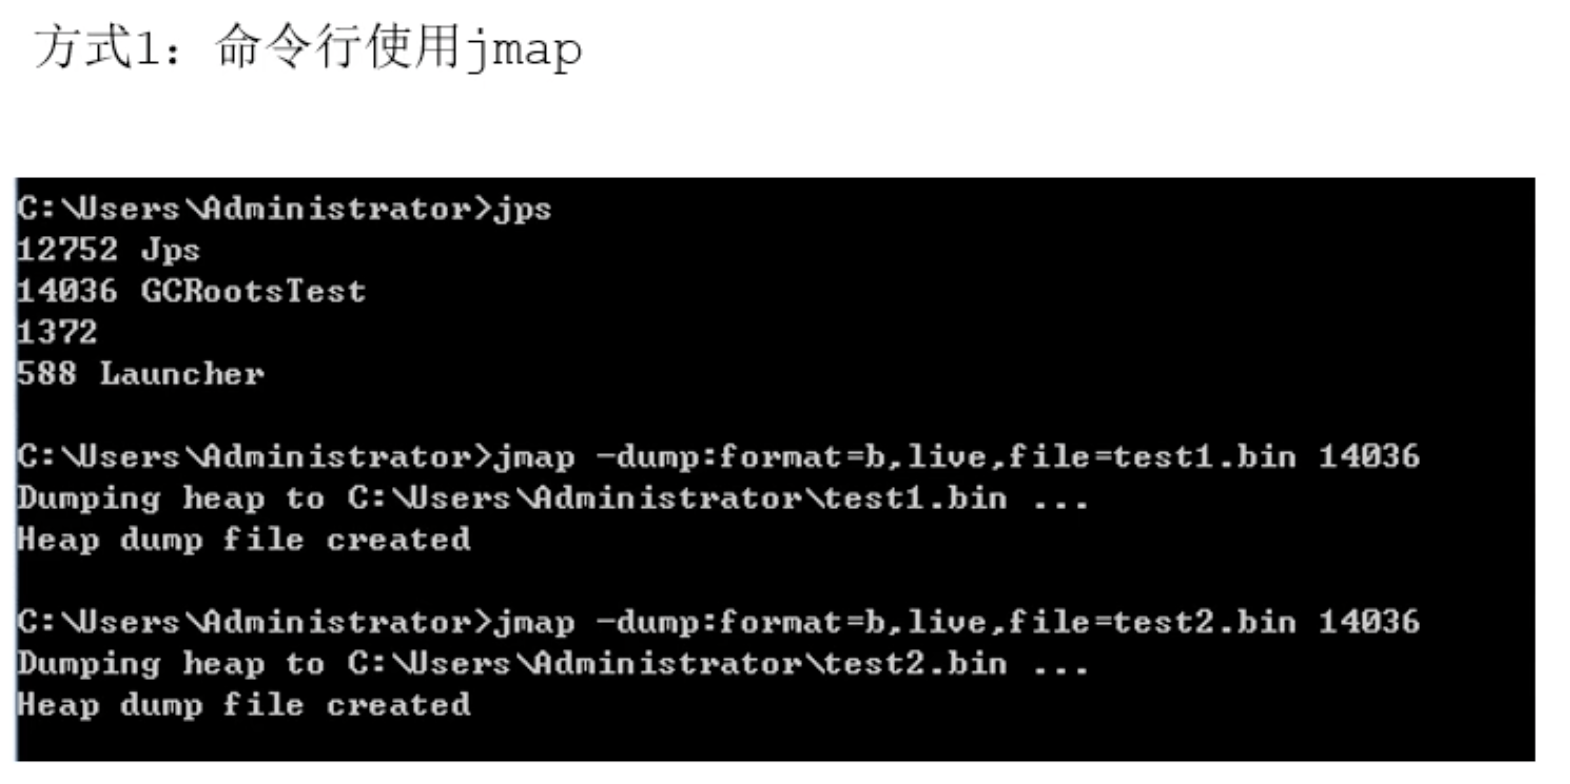 方式1：命令行使用jmap
C:\Users\Administrator>jps
12752 Jps
14036 GCRootsTest
1372
588 Launcher
C:\Users\Administrator>jmap -dump:format=b,live,file=test1.bin 14036
Dumping heap to C:\Users\Administrator\test1.bin ...
Heap dump file created
C:\Users\Administrator>jmap -dump:format=b,live,file=test2.bin 14036
Dumping heap to C:\Users\Administrator\test2.bin ...
Heap dump file created